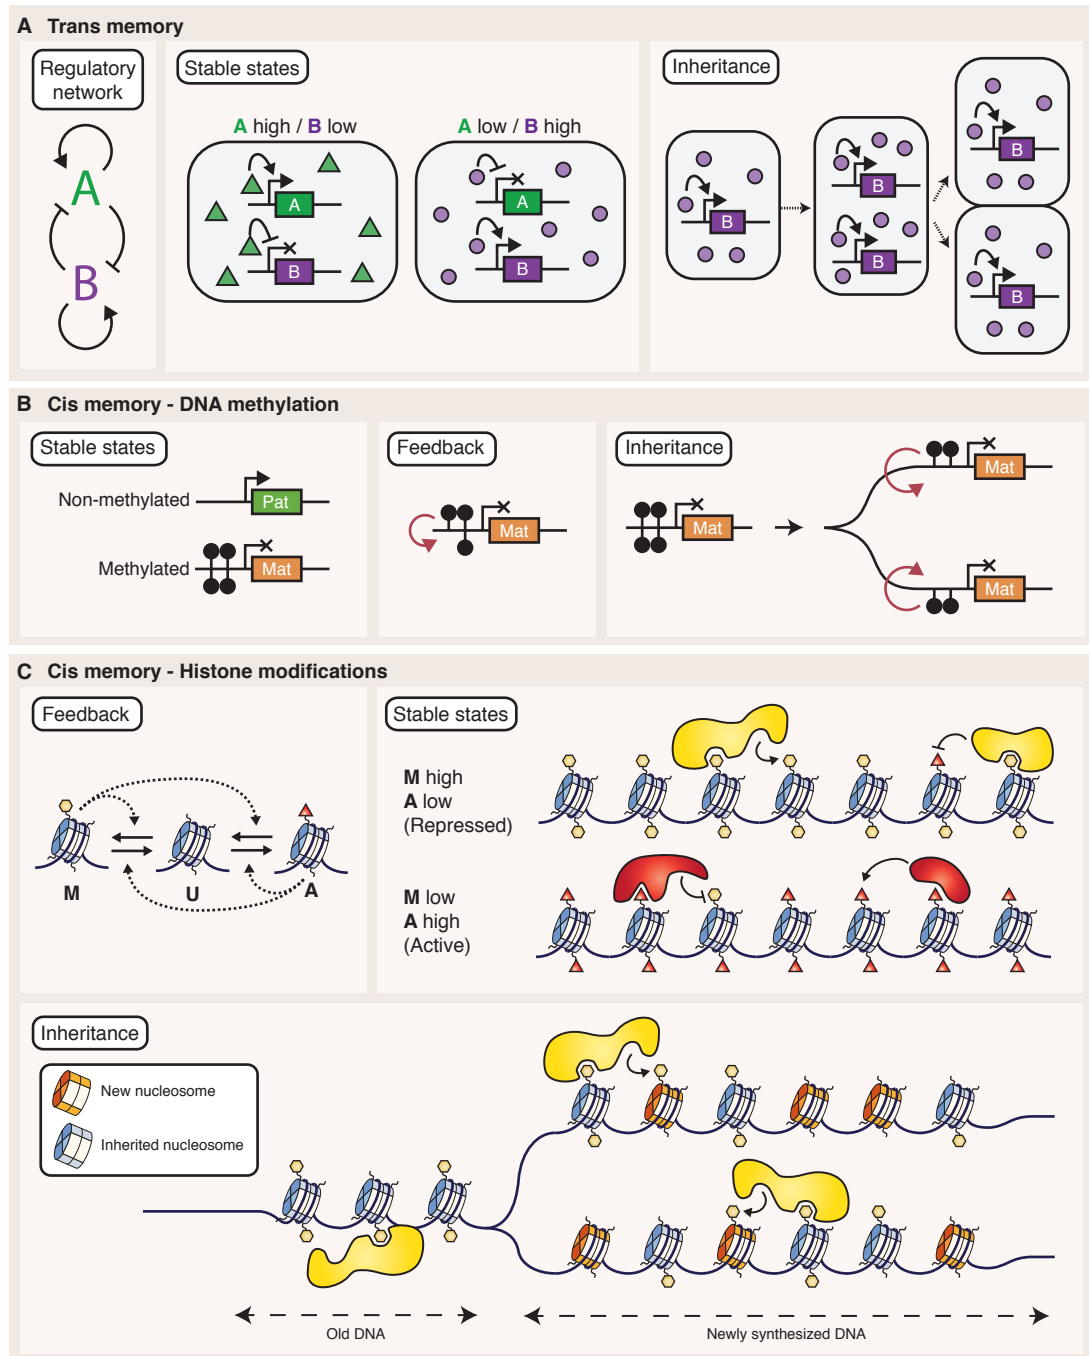 A Trans memory
Regulatory
network
A
B
Stable states
A high / B low
A
B
A low / B high
A
B
Inheritance
B
B
B
B
B
B Cis memory - DNA methylation
Stable states
Non-methylated
Pat
Methylated
Mat
Feedback
Mat
Inheritance
Mat
Mat
Mat
C Cis memory - Histone modifications
Feedback
M
U
A
Stable states
M high
A low
(Repressed)
M low
A high
(Active)
Inheritance
New nucleosome
Inherited nucleosome
Old DNA
Newly synthesized DNA